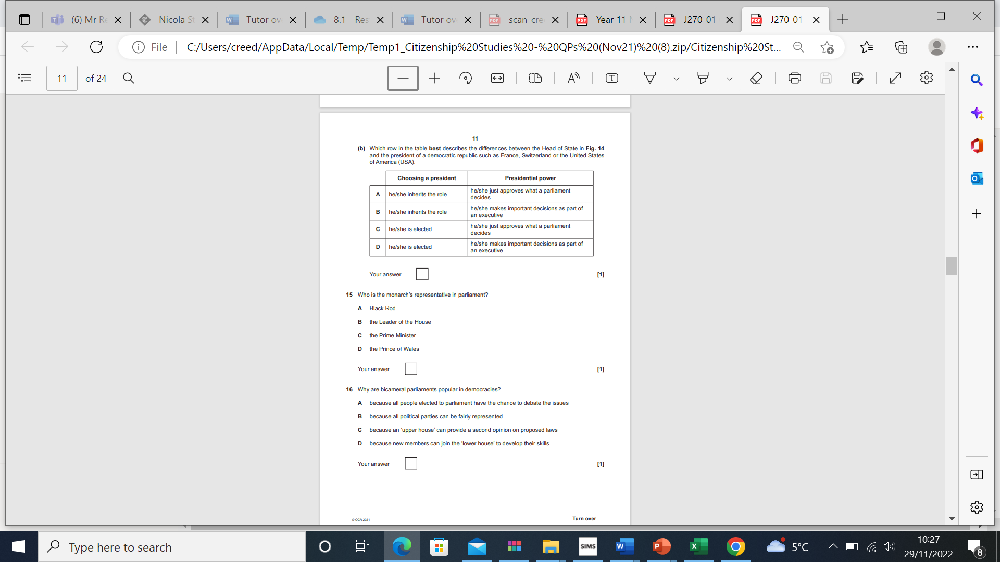 (6) Mr Re
Nicola St
Tutor ov
8.1 - Res
Tutor ov
scan_cre
Year 11
J270-01
J270-01
File
C:/Users/creed/AppData/Local/Temp/Temp1_Citizenship%20Studies%20-%20QPs%20(Nov21)%20(8).zip/Citizenship%20St...
11 of 24
11
(b) Which row in the table best describes the differences between the Head of State in Fig. 14
and the president of a democratic republic such as France, Switzerland or the United States
of America (USA).
Choosing a president Presidential power
A he/she inherits the role he/she just approves what a parliament
decides
B he/she inherits the role he/she makes important decisions as part of
an executive
C he/she is elected he/she just approves what a parliament
decides
D he/she is elected he/she makes important decisions as part of
an executive
Your answer [1]
15 Who is the monarch's representative in parliament?
A Black Rod
B the Leader of the House
C the Prime Minister
D the Prince of Wales
Your answer [1]
16 Why are bicameral parliaments popular in democracies?
A because all people elected to parliament have the chance to debate the issues
B because all political parties can be fairly represented
C because an 'upper house' can provide a second opinion on proposed laws
D because new members can join the 'lower house' to develop their skills
Your answer [1]
© OCR 2021
Turn over
Type here to search
SIMS
5°C
10:27
29/11/2022
8